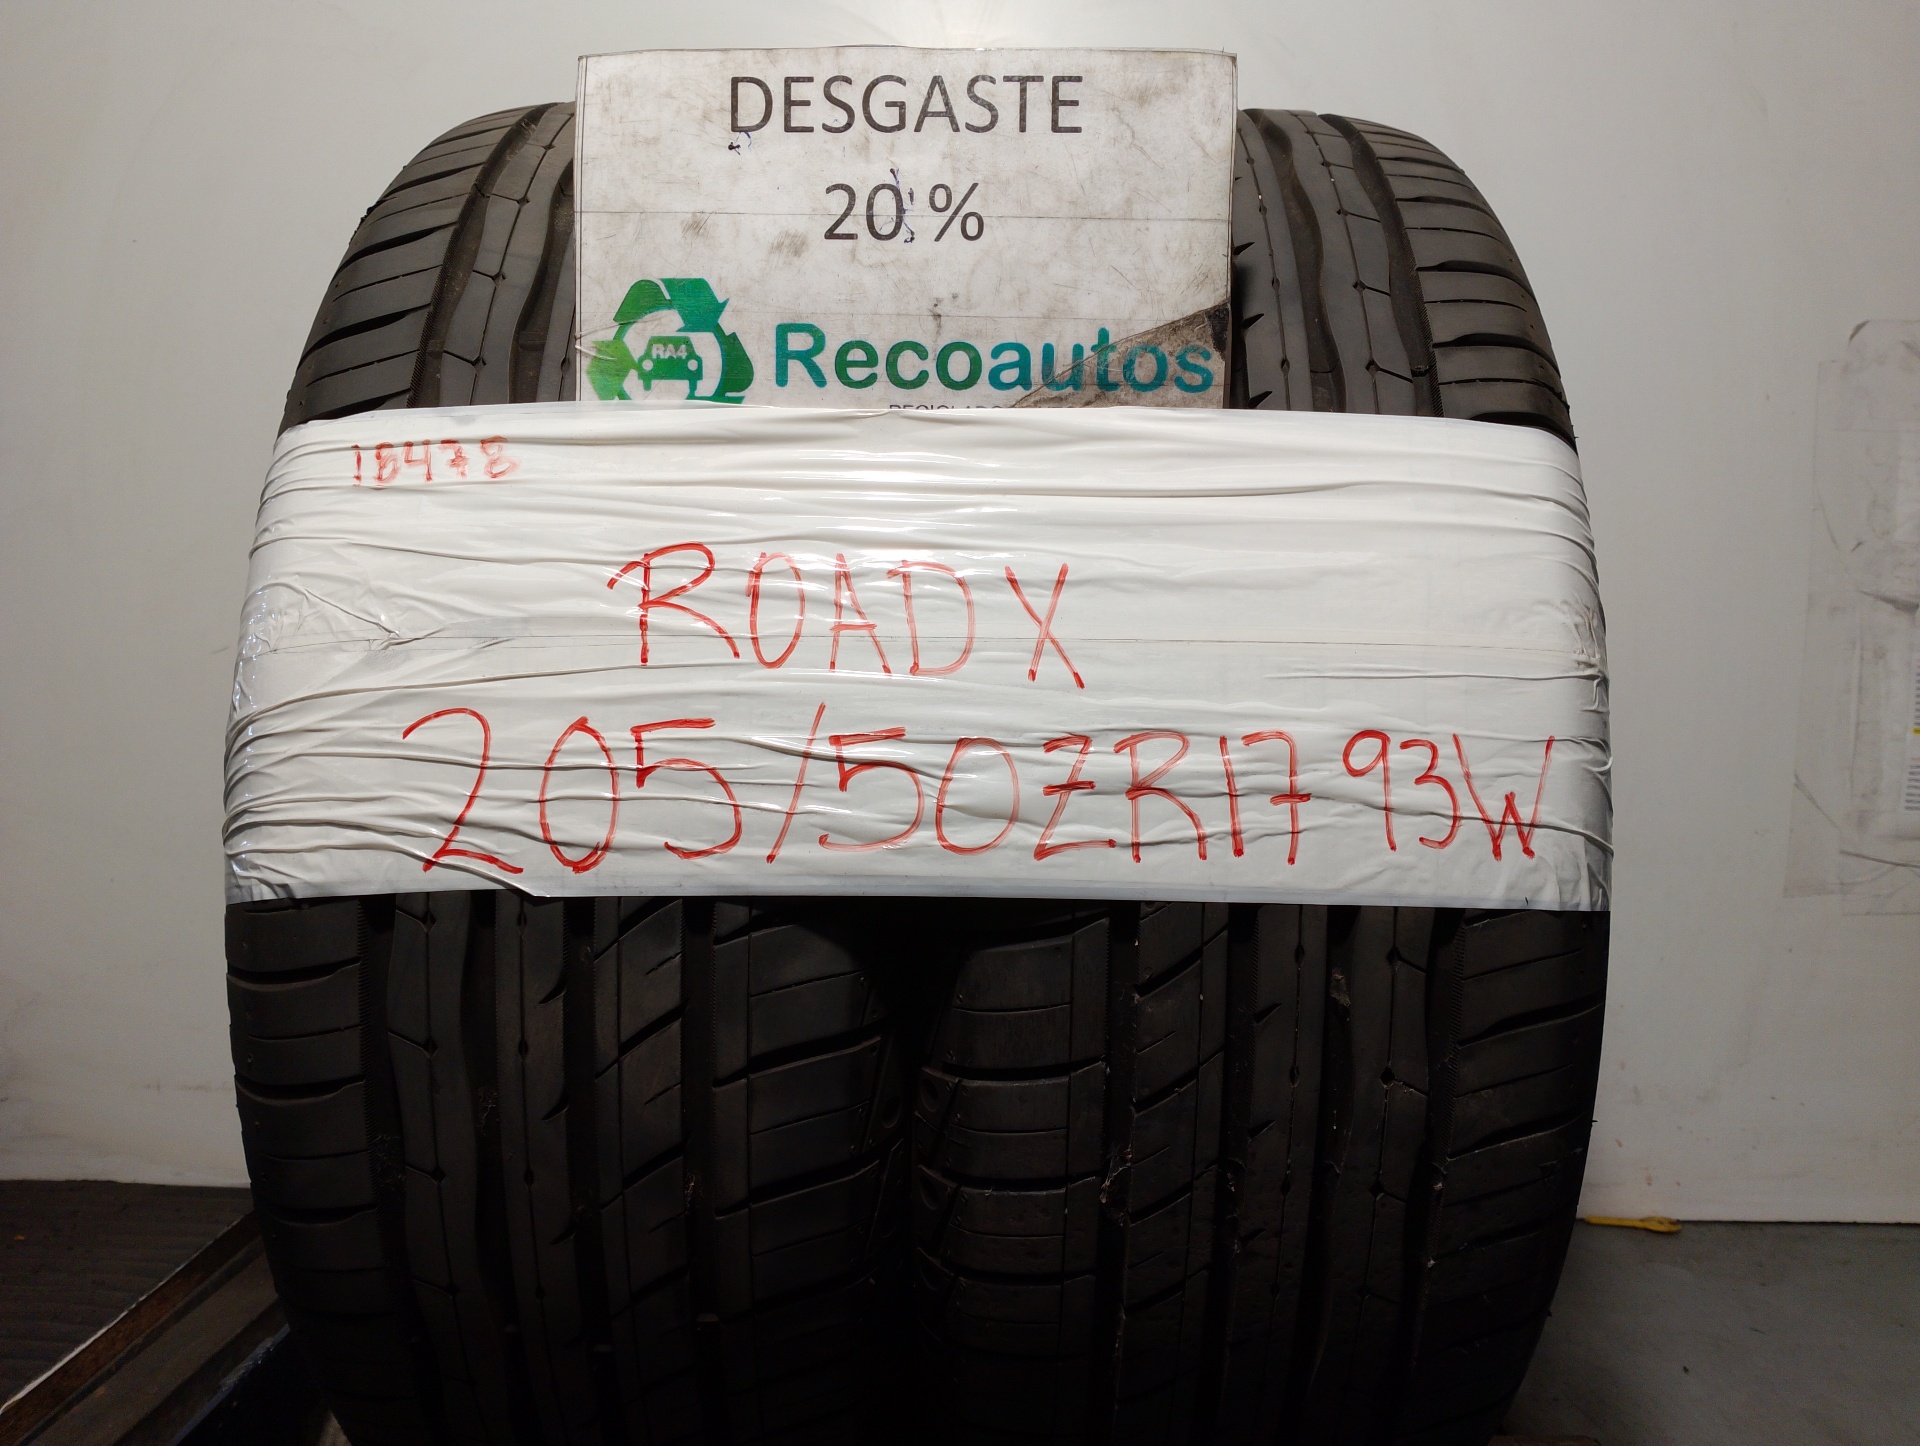 DESGASTE
20 %
RA4
Recoautos
18478
ROADX
205/50ZR17 93W